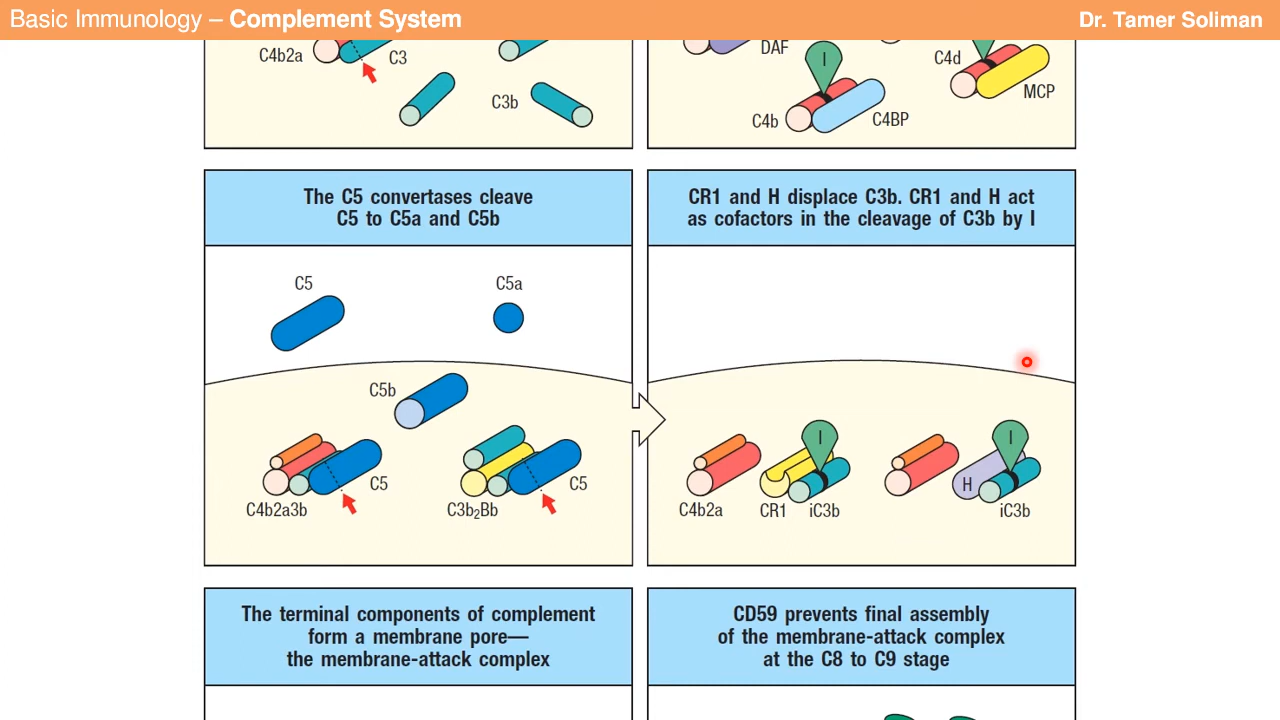 Basic Immunology – Complement System
Dr. Tamer Soliman
C4b2a
C3
C3b
DAF
I
C4b
C4BP
C4d
MCP
The C5 convertases cleave
C5 to C5a and C5b
C5
C5a
C5b
C4b2a3b
C5
C3b₂Bb
C5
CR1 and H displace C3b. CR1 and H act
as cofactors in the cleavage of C3b by I
I
C4b2a
CR1
iC3b
I
H
iC3b
The terminal components of complement
form a membrane pore—
the membrane-attack complex
CD59 prevents final assembly
of the membrane-attack complex
at the C8 to C9 stage